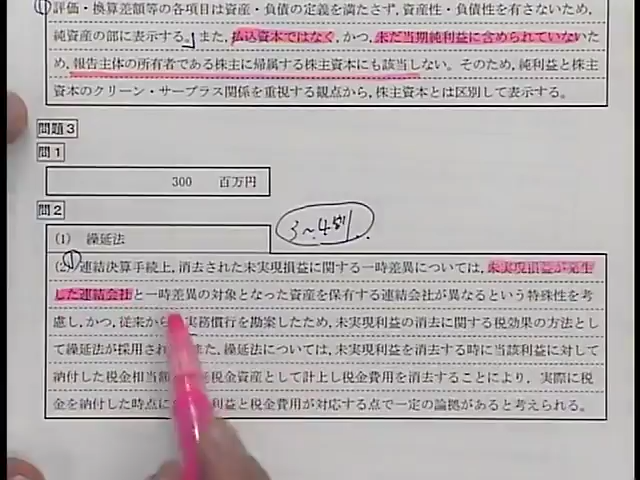 ① 評価・換算差額等の各項目は資産・負債の定義を満たさず，資産性・負債性を有さないため，
純資産の部に表示する。」また，払込資本ではなく，かつ，未だ当期純利益に含められていないた
め，報告主体の所有者である株主に帰属する株主資本にも該当しない。そのため，純利益と株主
資本のクリーン・サープラス関係を重視する観点から，株主資本とは区別して表示する。
問題３
問１
300 百万円
問２
3～4行
(1) 繰延法
(2) ① 連結決算手続上，消去された未実現損益に関する一時差異については，未実現損益が発生
した連結会社と一時差異の対象となった資産を保有する連結会社が異なるという特殊性を考
慮し，かつ，従来から 実務慣行を勘案したため，未実現利益の消去に関する税効果の方法とし
て繰延法が採用され また，繰延法については，未実現利益を消去する時に当該利益に対して
納付した税金相当額 税金資産として計上し税金費用を消去することにより，実際に税
金を納付した時点に 利益と税金費用が対応する点で一定の論拠があると考えられる。